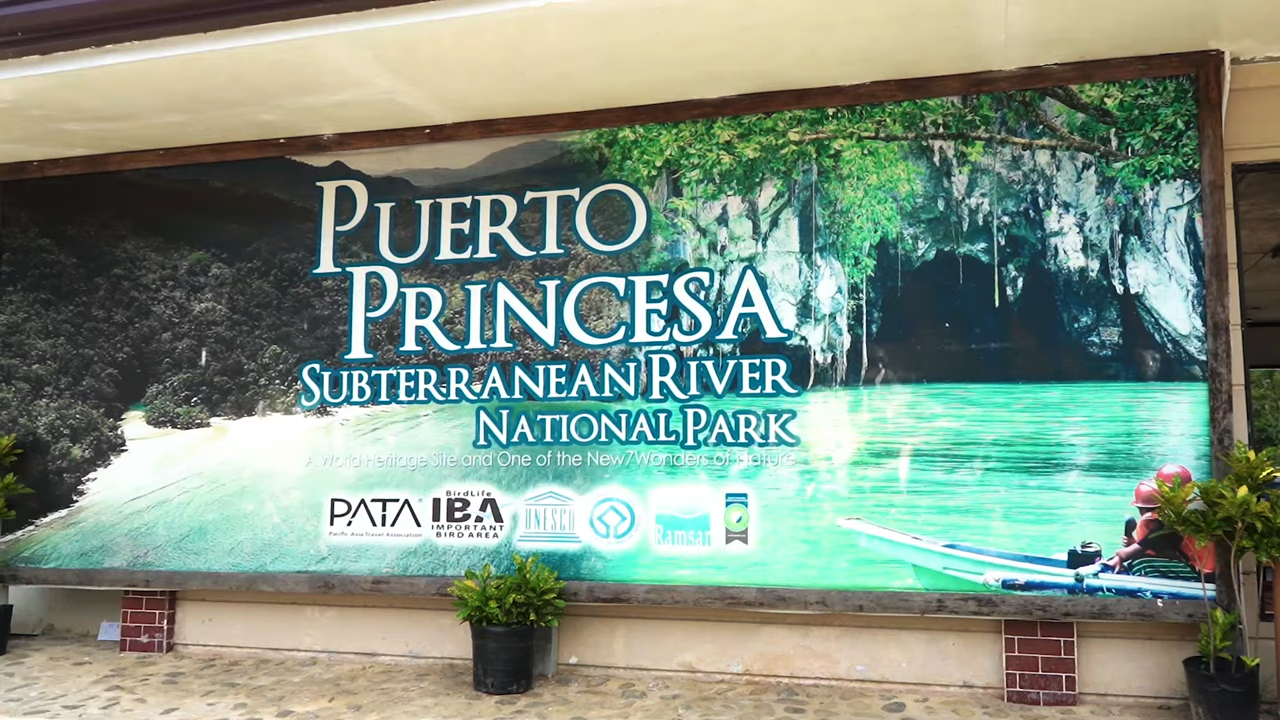 PUERTO
PRINCESA
SUBTERRANEAN RIVER
NATIONAL PARK
A World Heritage Site and One of the New7Wonders of Nature
PATA
Pacific Asia Travel Association
BirdLife
IBA
IMPORTANT
BIRD AREA
UNESCO
Ramsar